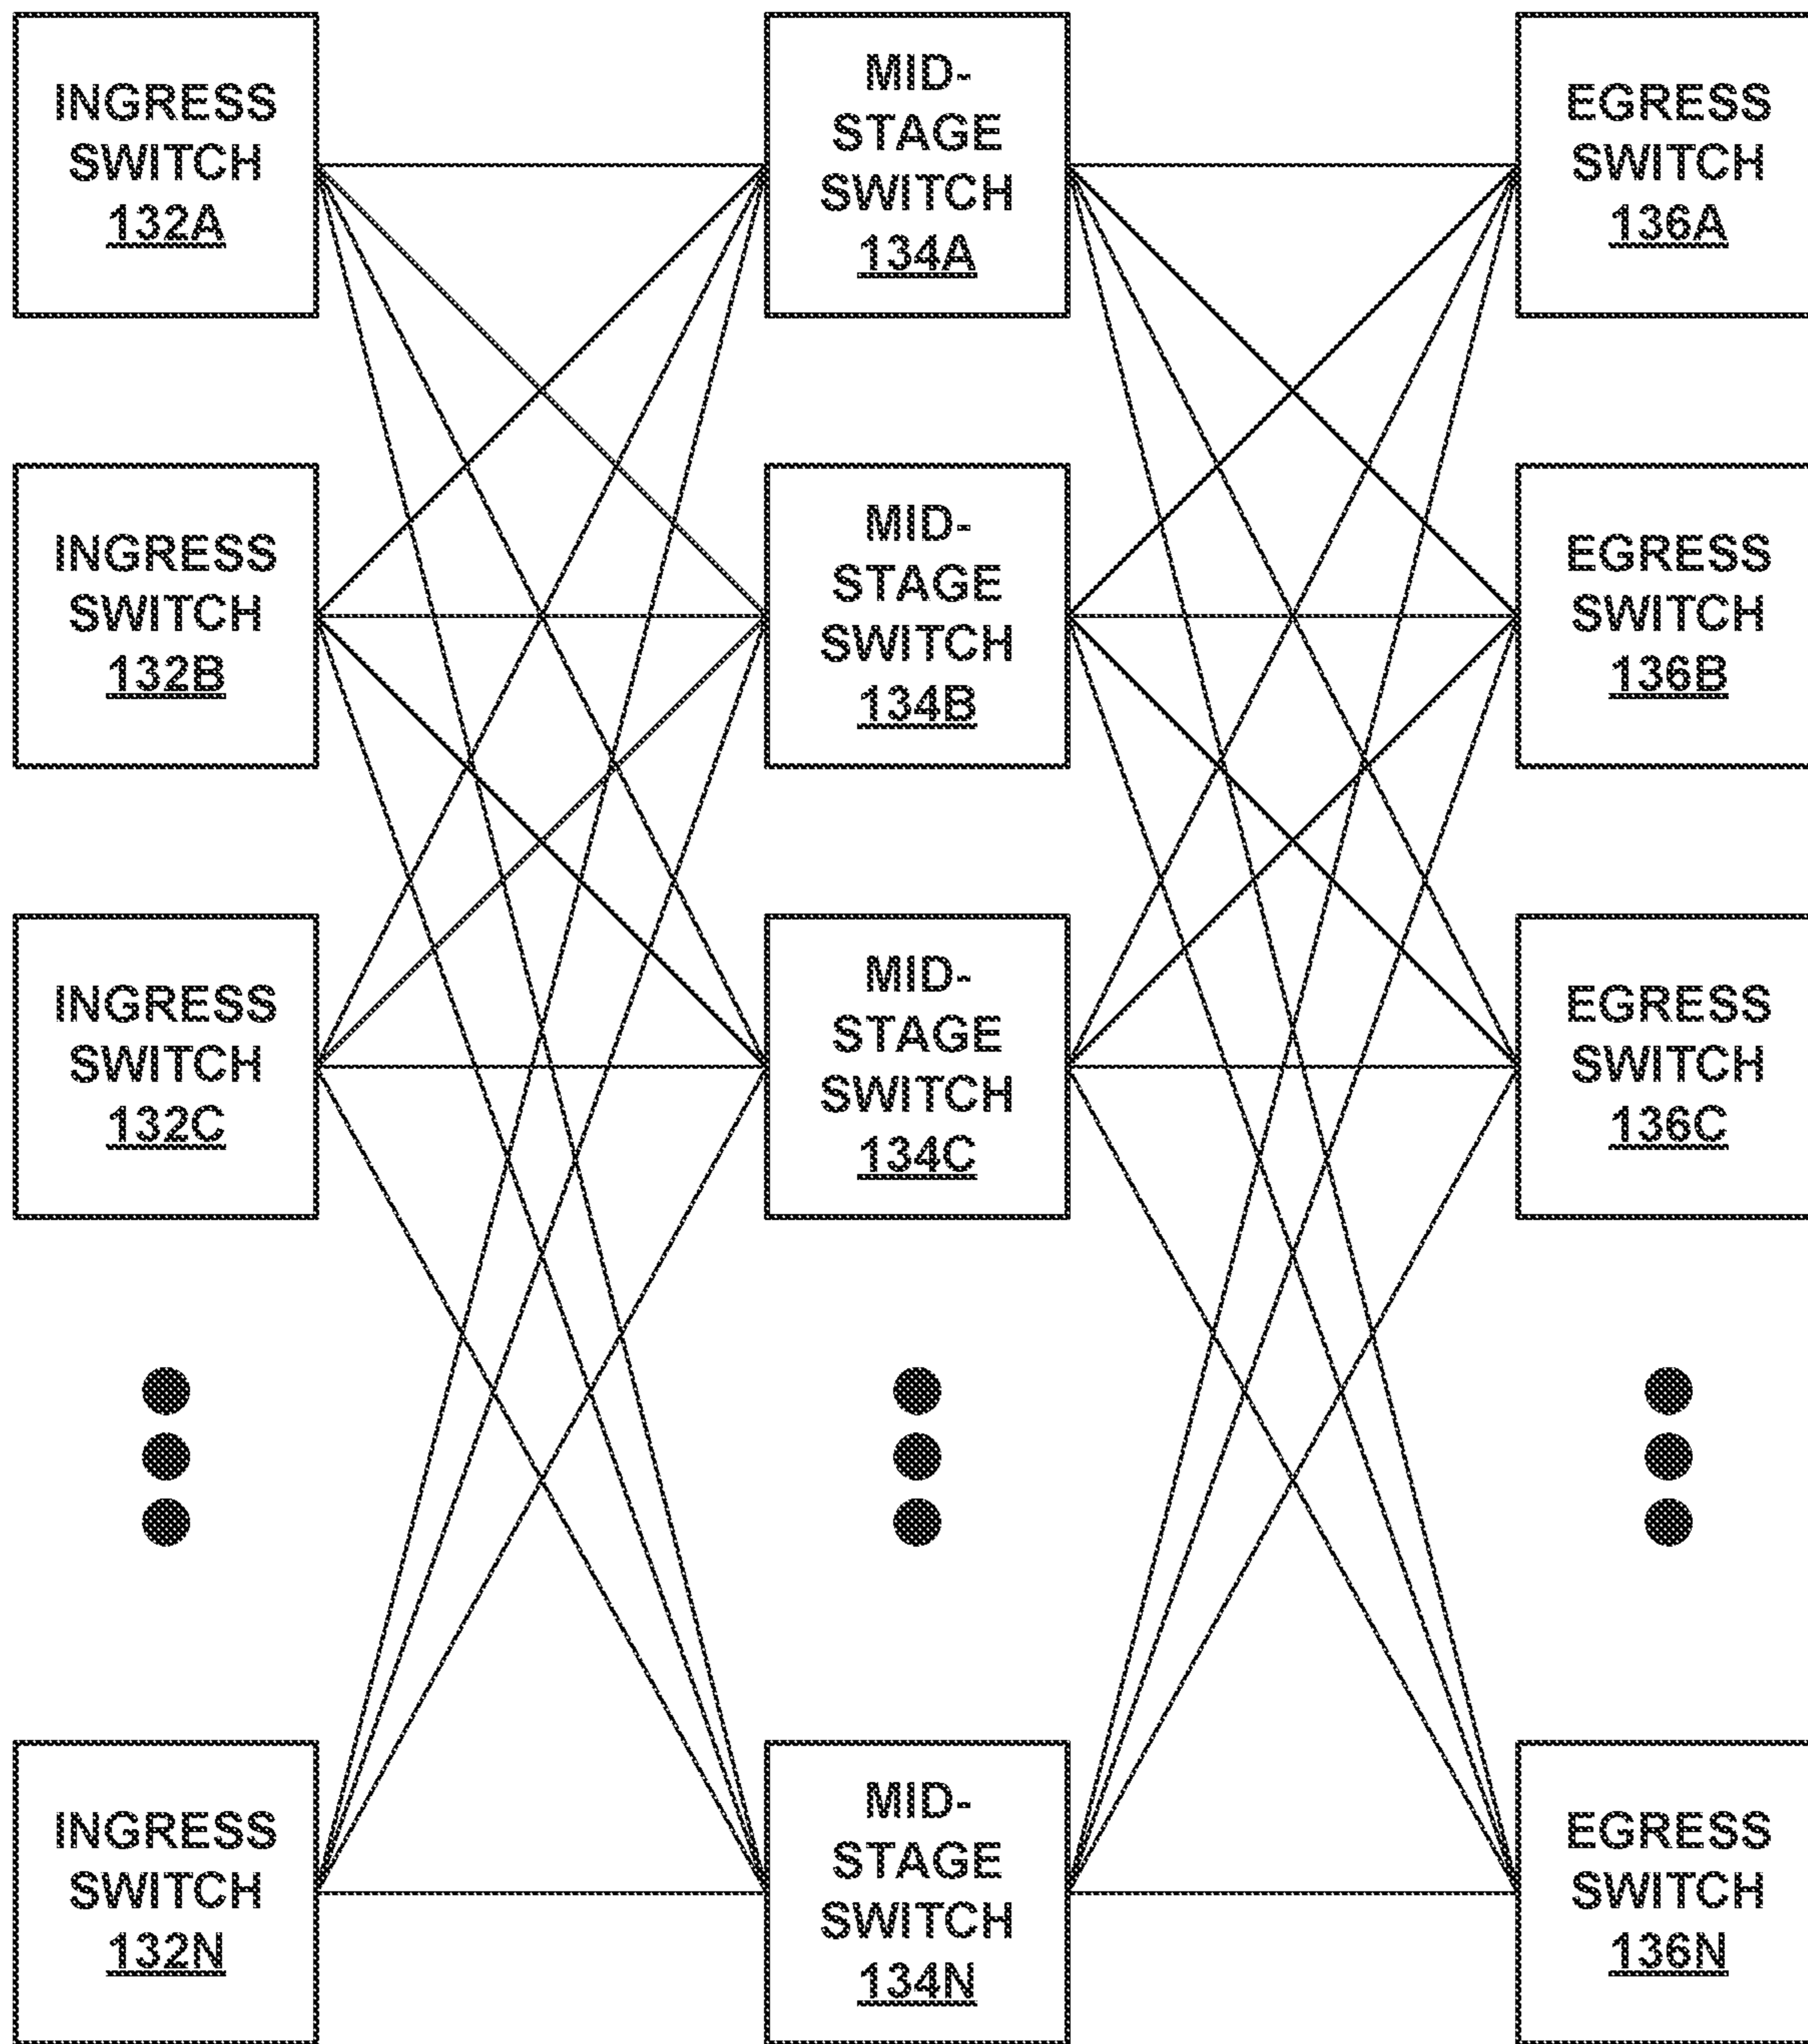 INGRESS
SWITCH
132A
MID-
STAGE
SWITCH
134A
EGRESS
SWITCH
136A
INGRESS
SWITCH
132B
MID-
STAGE
SWITCH
134B
EGRESS
SWITCH
136B
INGRESS
SWITCH
132C
MID-
STAGE
SWITCH
134C
EGRESS
SWITCH
136C
INGRESS
SWITCH
132N
MID-
STAGE
SWITCH
134N
EGRESS
SWITCH
136N